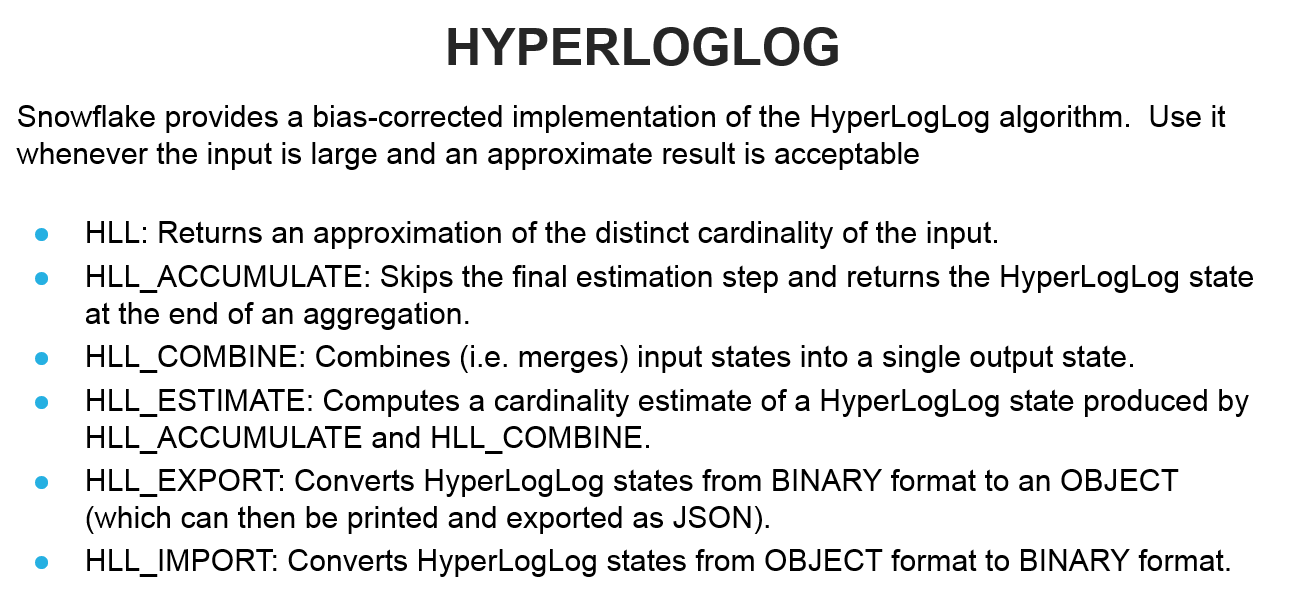 HYPERLOGLOG
Snowflake provides a bias-corrected implementation of the HyperLogLog algorithm.  Use it
whenever the input is large and an approximate result is acceptable
● HLL: Returns an approximation of the distinct cardinality of the input.
● HLL_ACCUMULATE: Skips the final estimation step and returns the HyperLogLog state
at the end of an aggregation.
● HLL_COMBINE: Combines (i.e. merges) input states into a single output state.
● HLL_ESTIMATE: Computes a cardinality estimate of a HyperLogLog state produced by
HLL_ACCUMULATE and HLL_COMBINE.
● HLL_EXPORT: Converts HyperLogLog states from BINARY format to an OBJECT
(which can then be printed and exported as JSON).
● HLL_IMPORT: Converts HyperLogLog states from OBJECT format to BINARY format.